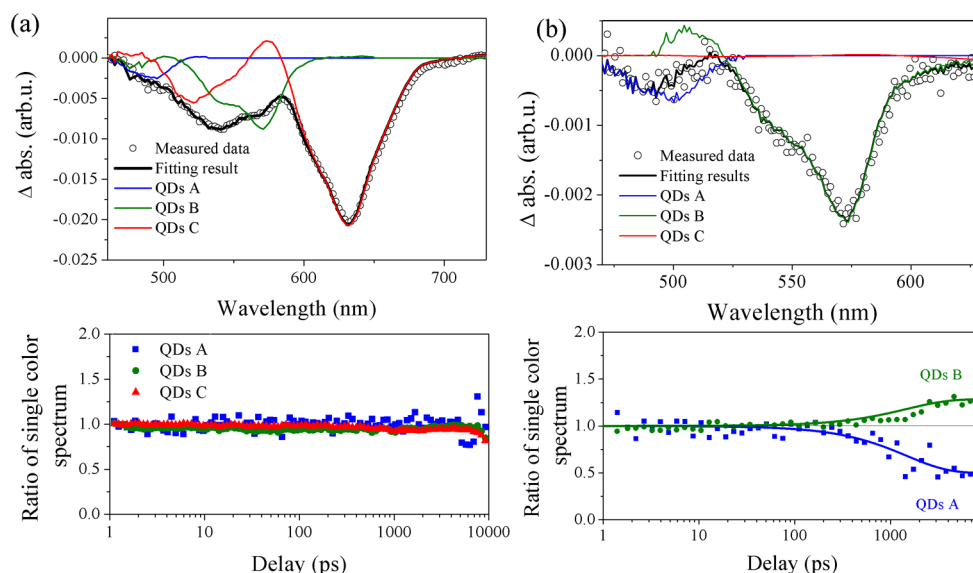 (a)
0.000
-0.005
-0.010
-0.015
-0.020
-0.025
Δ abs. (arb.u.)
Measured data
Fitting result
QDs A
QDs B
QDs C
500
600
700
Wavelength (nm)
(b)
0.000
-0.001
-0.002
-0.003
Δ abs. (arb.u.)
Measured data
Fitting results
QDs A
QDs B
QDs C
500
550
600
Wavelength (nm)
2.0
1.5
1.0
0.5
0.0
Ratio of single color
spectrum
QDs A
QDs B
QDs C
1
10
100
1000
10000
Delay (ps)
2.0
1.5
1.0
0.5
0.0
Ratio of single color
spectrum
QDs B
QDs A
1
10
100
1000
Delay (ps)